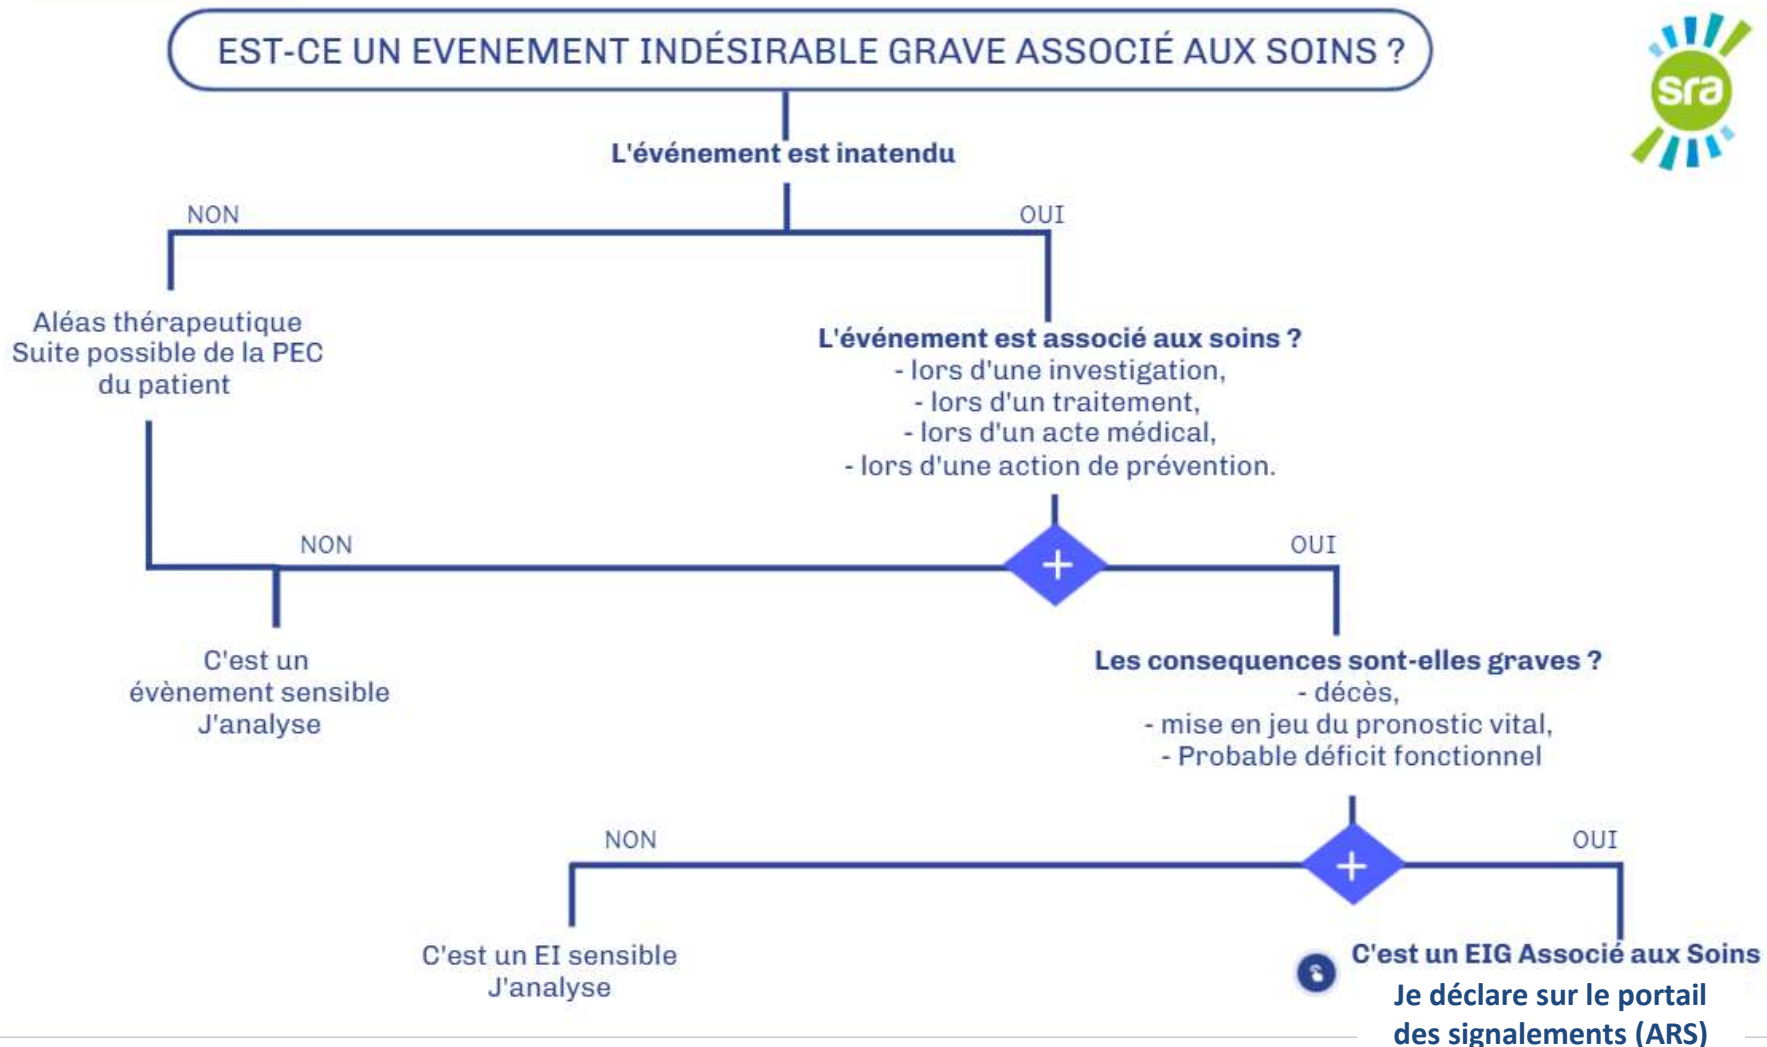 EST-CE UN EVENEMENT INDÉSIRABLE GRAVE ASSOCIÉ AUX SOINS ?
sra
L'événement est inatendu
NON
OUI
Aléas thérapeutique
Suite possible de la PEC
du patient
L'événement est associé aux soins ?
- lors d'une investigation,
- lors d'un traitement,
- lors d'un acte médical,
- lors d'une action de prévention.
NON
OUI
C'est un
évènement sensible
J'analyse
Les consequences sont-elles graves ?
- décès,
- mise en jeu du pronostic vital,
- Probable déficit fonctionnel
NON
OUI
C'est un EI sensible
J'analyse
C'est un EIG Associé aux Soins
Je déclare sur le portail
des signalements (ARS)